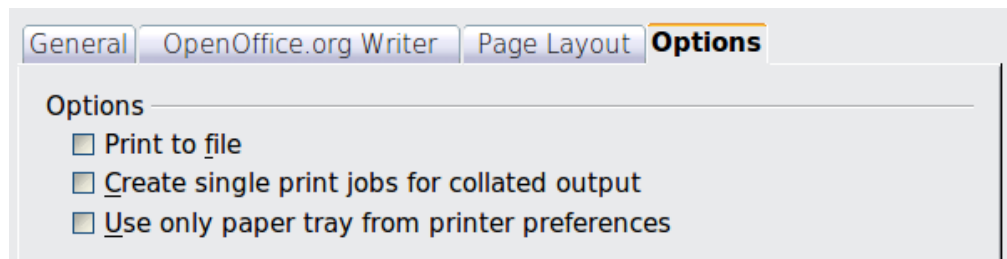 General OpenOffice.org Writer Page Layout Options
Options
Print to file
Create single print jobs for collated output
Use only paper tray from printer preferences